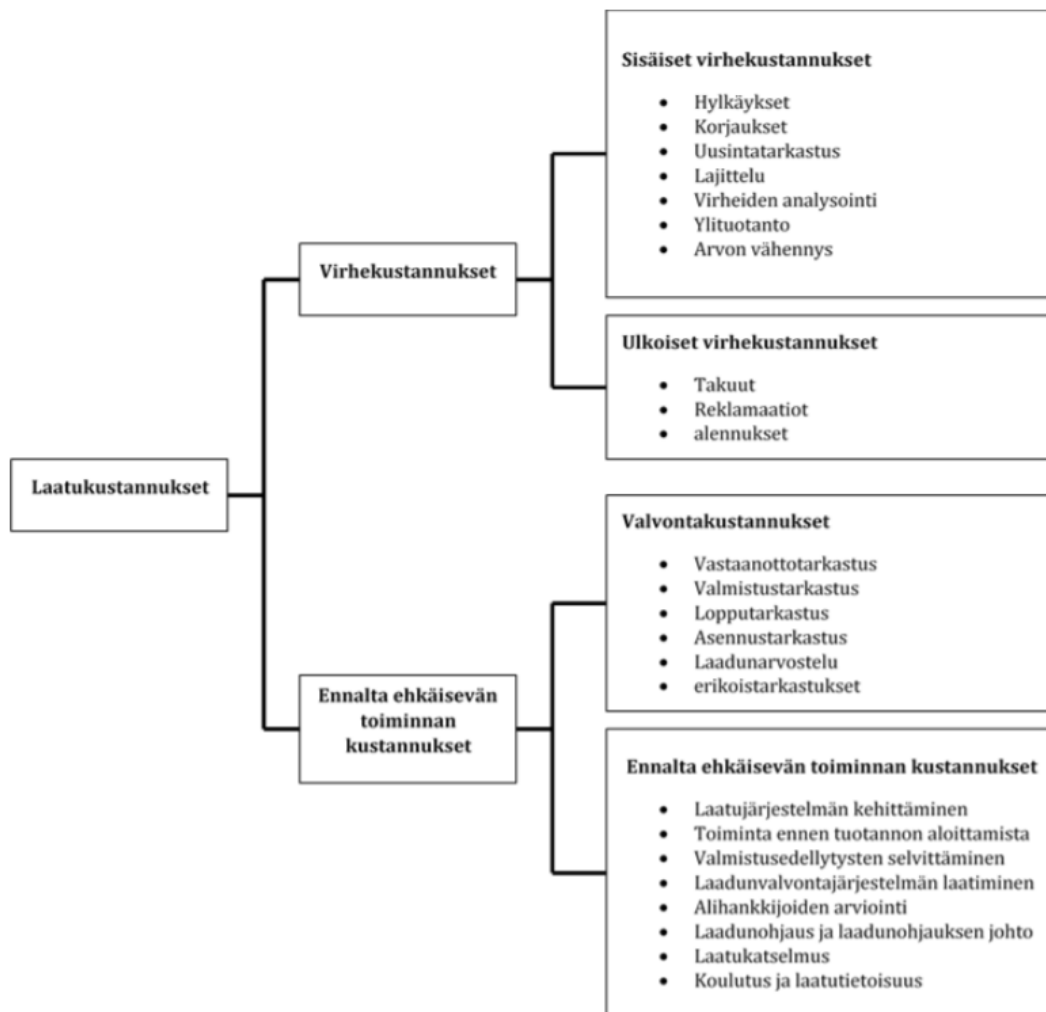 Laatukustannukset
Virhekustannukset
Sisäiset virhekustannukset
• Hylkäykset
• Korjaukset
• Uusintatarkastus
• Lajittelu
• Virheiden analysointi
• Ylituotanto
• Arvon vähennys
Ulkoiset virhekustannukset
• Takuut
• Reklamaatiot
• alennukset
Ennalta ehkäisevän
toiminnan
kustannukset
Valvontakustannukset
• Vastaanottotarkastus
• Valmistustarkastus
• Lopputarkastus
• Asennustarkastus
• Laadunarvostelu
• erikoistarkastukset
Ennalta ehkäisevän toiminnan kustannukset
• Laatujärjestelmän kehittäminen
• Toiminta ennen tuotannon aloittamista
• Valmistusedellytysten selvittäminen
• Laadunvalvontajärjestelmän laatiminen
• Alihankkijoiden arviointi
• Laadunohjaus ja laadunohjauksen johto
• Laatukatselmus
• Koulutus ja laatutietoisuus